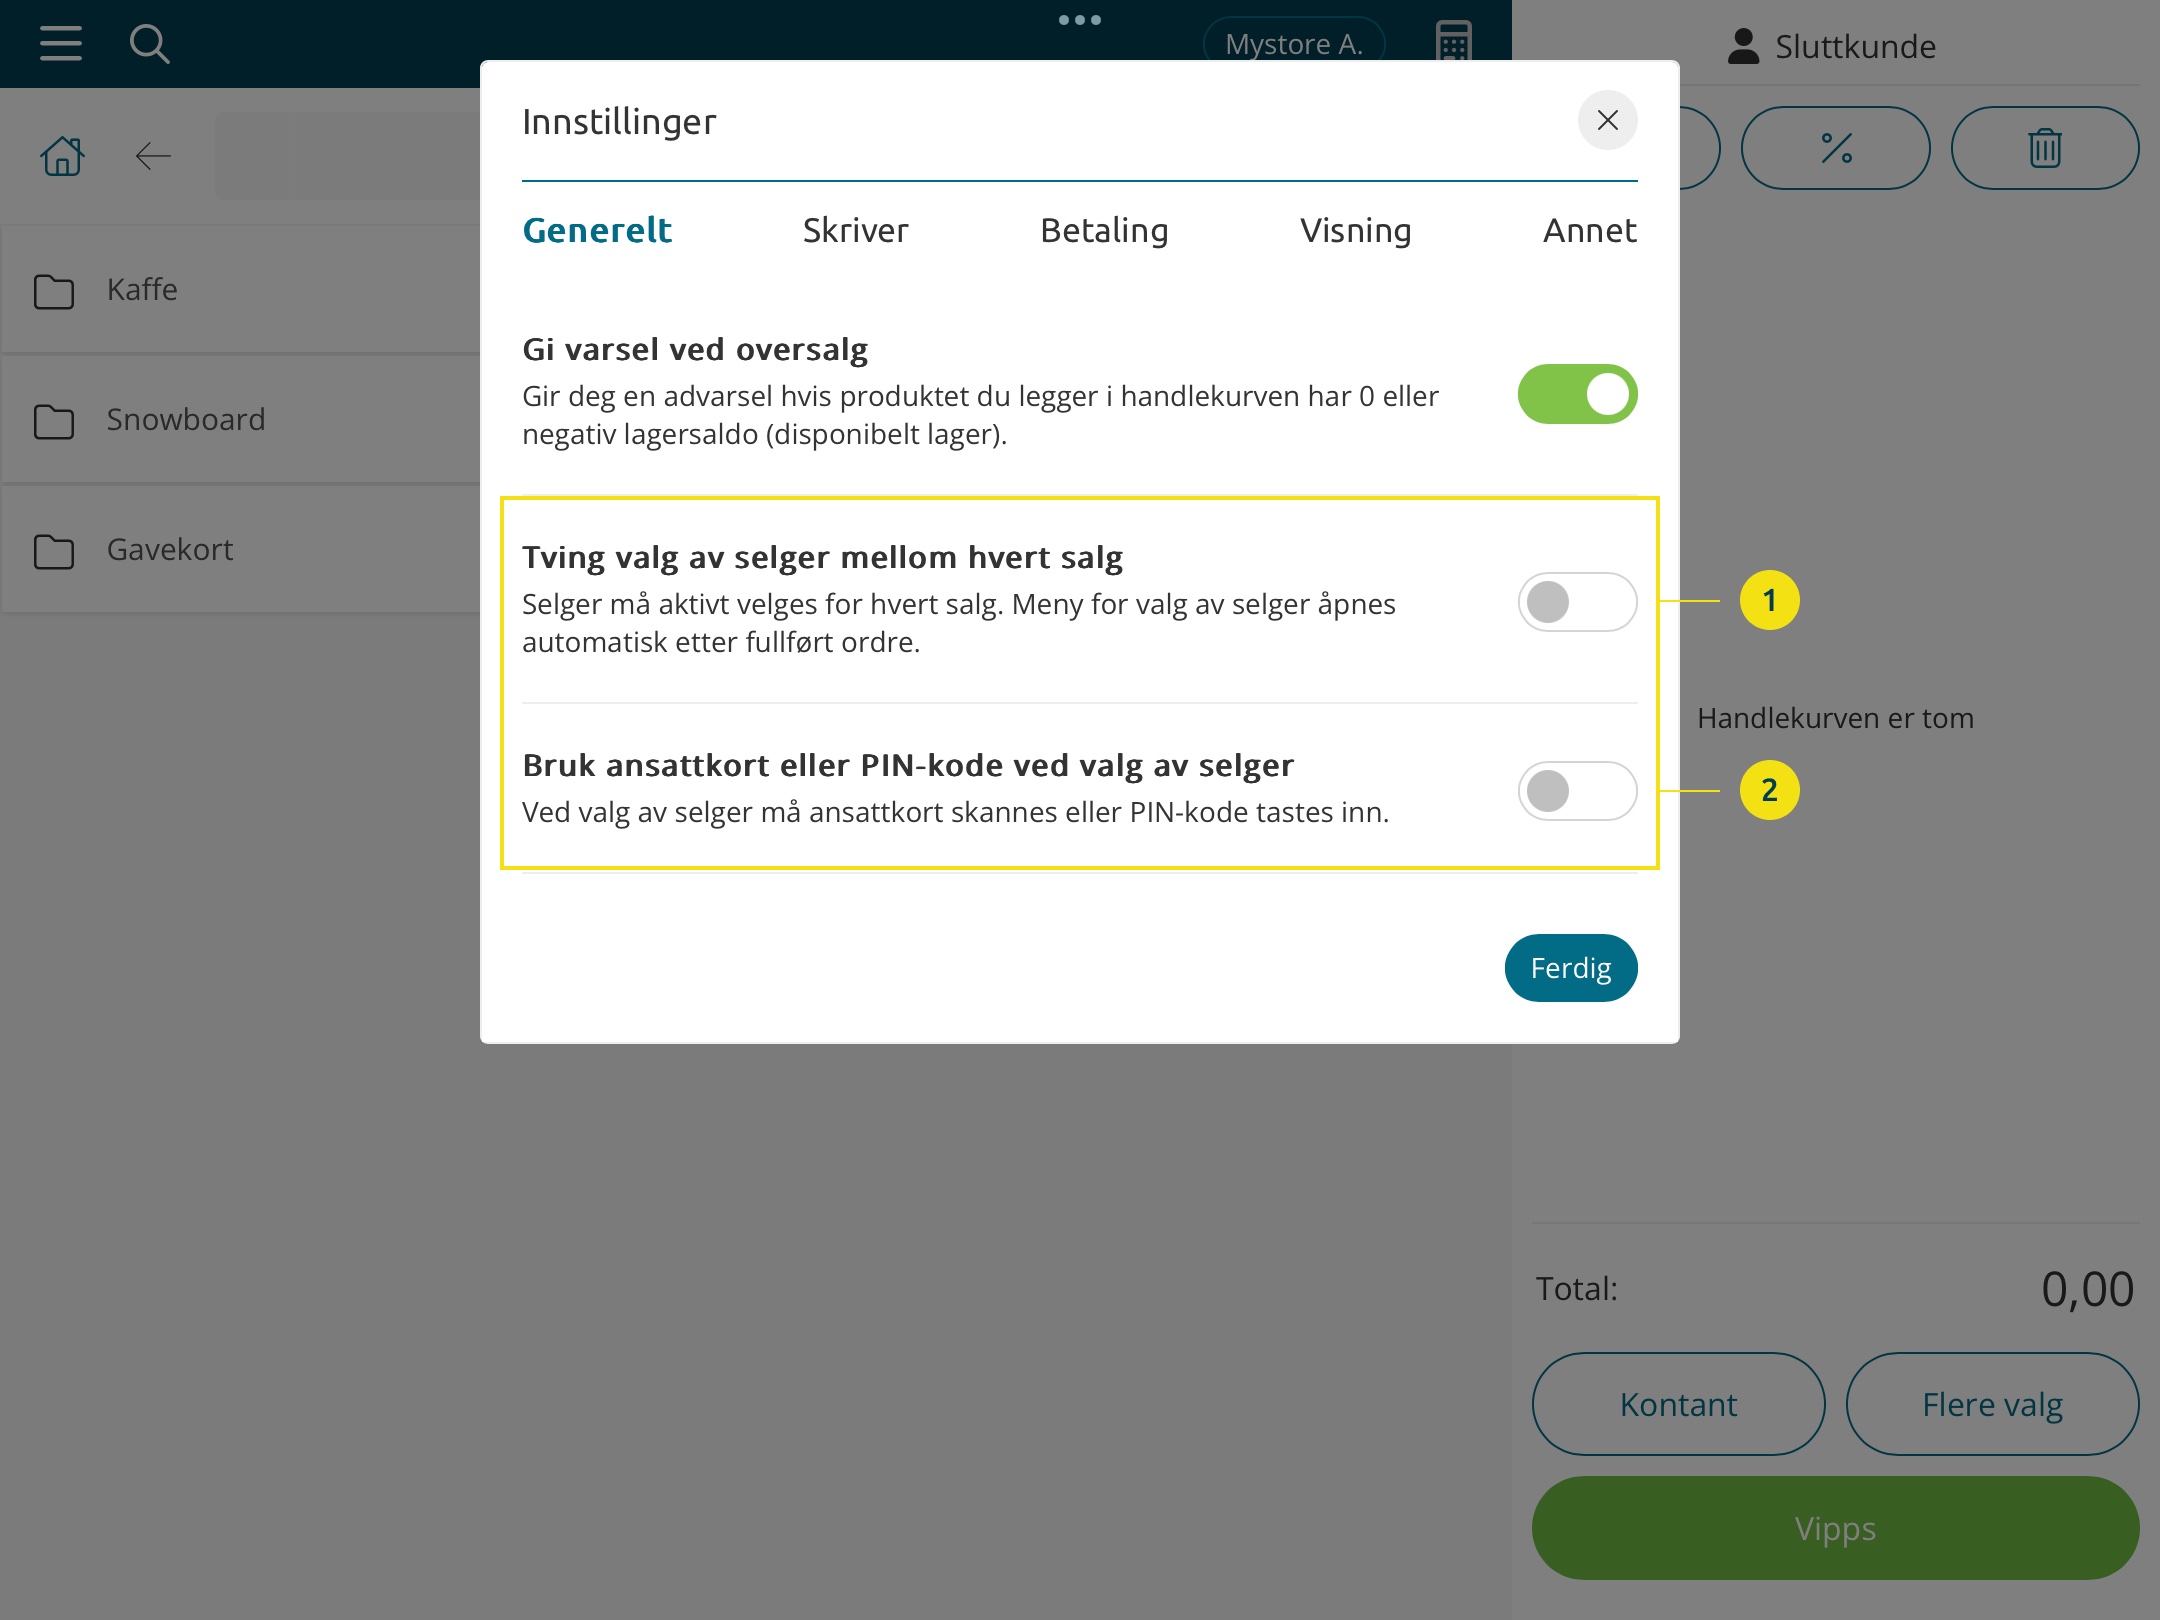 Mystore A.
Sluttkunde
Innstillinger
Generelt
Skriver
Betaling
Visning
Annet
Kaffe
Snowboard
Gavekort
Gi varsel ved oversalg
Gir deg en advarsel hvis produktet du legger i handlekurven har 0 eller
negativ lagersaldo (disponibelt lager).
Tving valg av selger mellom hvert salg
Selger må aktivt velges for hvert salg. Meny for valg av selger åpnes
automatisk etter fullført ordre.
1
Bruk ansattkort eller PIN-kode ved valg av selger
Ved valg av selger må ansattkort skannes eller PIN-kode tastes inn.
2
Ferdig
Handlekurven er tom
Total:
0,00
Kontant
Flere valg
Vipps